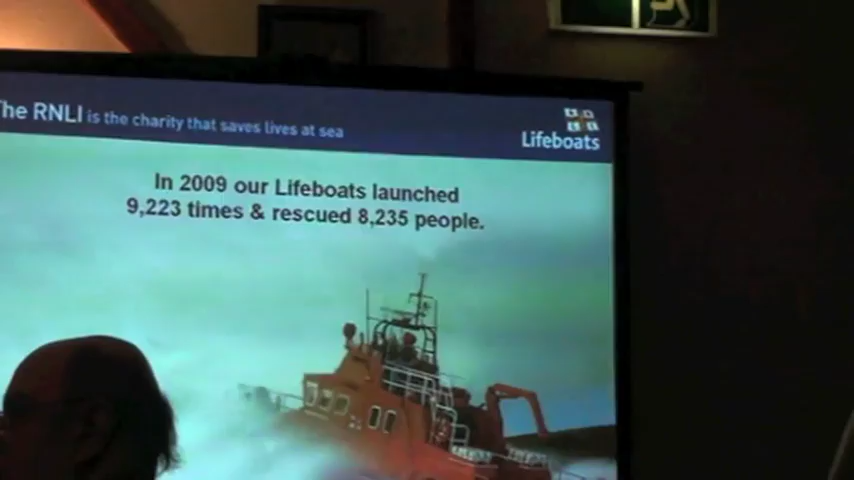 The RNLI is the charity that saves lives at sea
Lifeboats
In 2009 our Lifeboats launched
9,223 times & rescued 8,235 people.